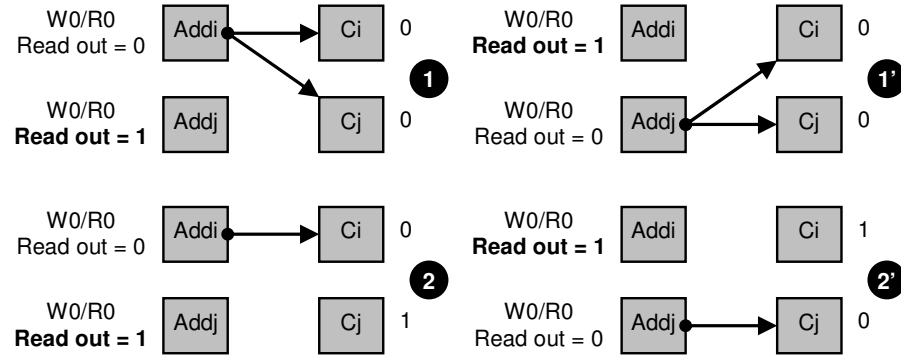 W0/R0
Read out = 0
Addi
Ci
0
1
W0/R0
Read out = 1
Addj
Cj
0
W0/R0
Read out = 1
Addi
Ci
0
1'
W0/R0
Read out = 0
Addj
Cj
0
W0/R0
Read out = 0
Addi
Ci
0
2
W0/R0
Read out = 1
Addj
Cj
1
W0/R0
Read out = 1
Addi
Ci
1
2'
W0/R0
Read out = 0
Addj
Cj
0